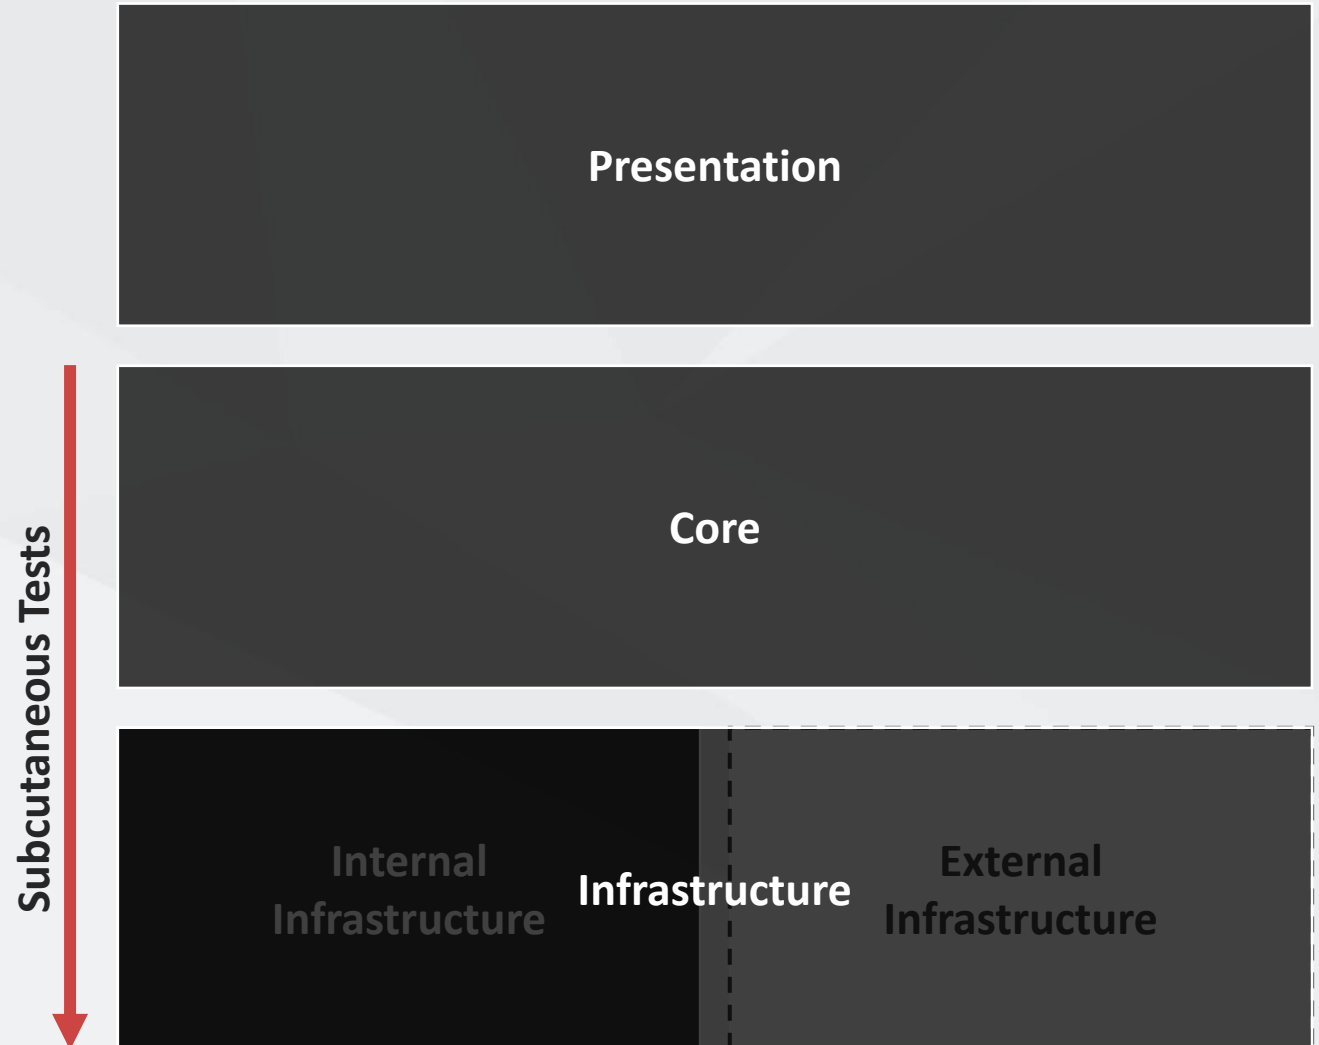 Presentation
Core
Subcutaneous Tests
Internal
Infrastructure
Infrastructure
External
Infrastructure